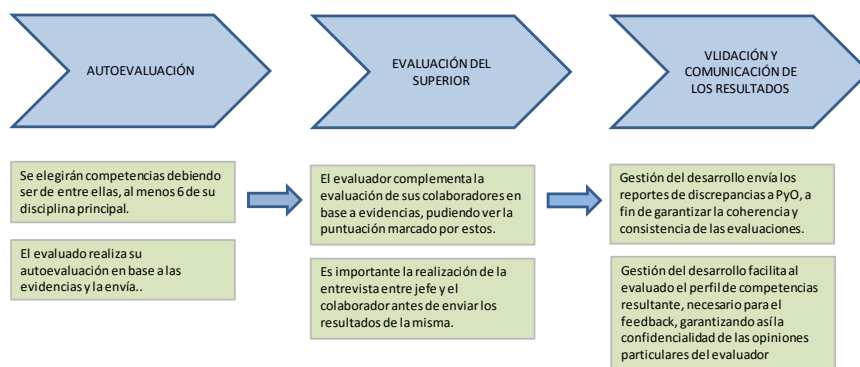 AUTOEVALUACIÓN
EVALUACIÓN DEL
SUPERIOR
VLIDACIÓN Y
COMUNICACIÓN DE
LOS RESULTADOS
Se elegirán competencias debiendo
ser de entre ellas, al menos 6 de su
disciplina principal.
El evaluado realiza su
autoevaluación en base a las
evidencias y la envía..
El evaluador complementa la
evaluación de sus colaboradores en
base a evidencias, pudiendo ver la
puntuación marcado por estos.
Es importante la realización de la
entrevista entre jefe y el
colaborador antes de enviar los
resultados de la misma.
Gestión del desarrollo envía los
reportes de discrepancias a PyO, a
fin de garantizar la coherencia y
consistencia de las evaluaciones.
Gestión del desarrollo facilita al
evaluado el perfil de competencias
resultante, necesario para el
feedback, garantizando así la
confidencialidad de las opiniones
particulares del evaluador